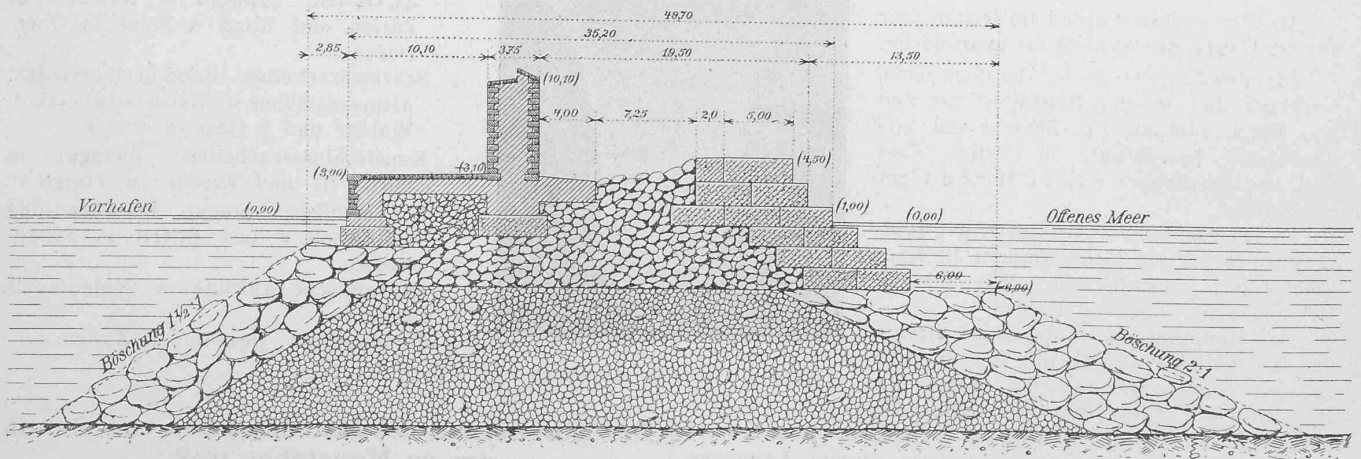 49,70
35,20
2,85 10,10 3,75 19,50 13,50
(10,10)
4,00 7,25 2,0 5,00
(3,00) (3,10) (4,50)
Vorhafen (0,00) (1,00) (0,00) Offenes Meer
6,00
Böschung 1½:1
Böschung 2:1